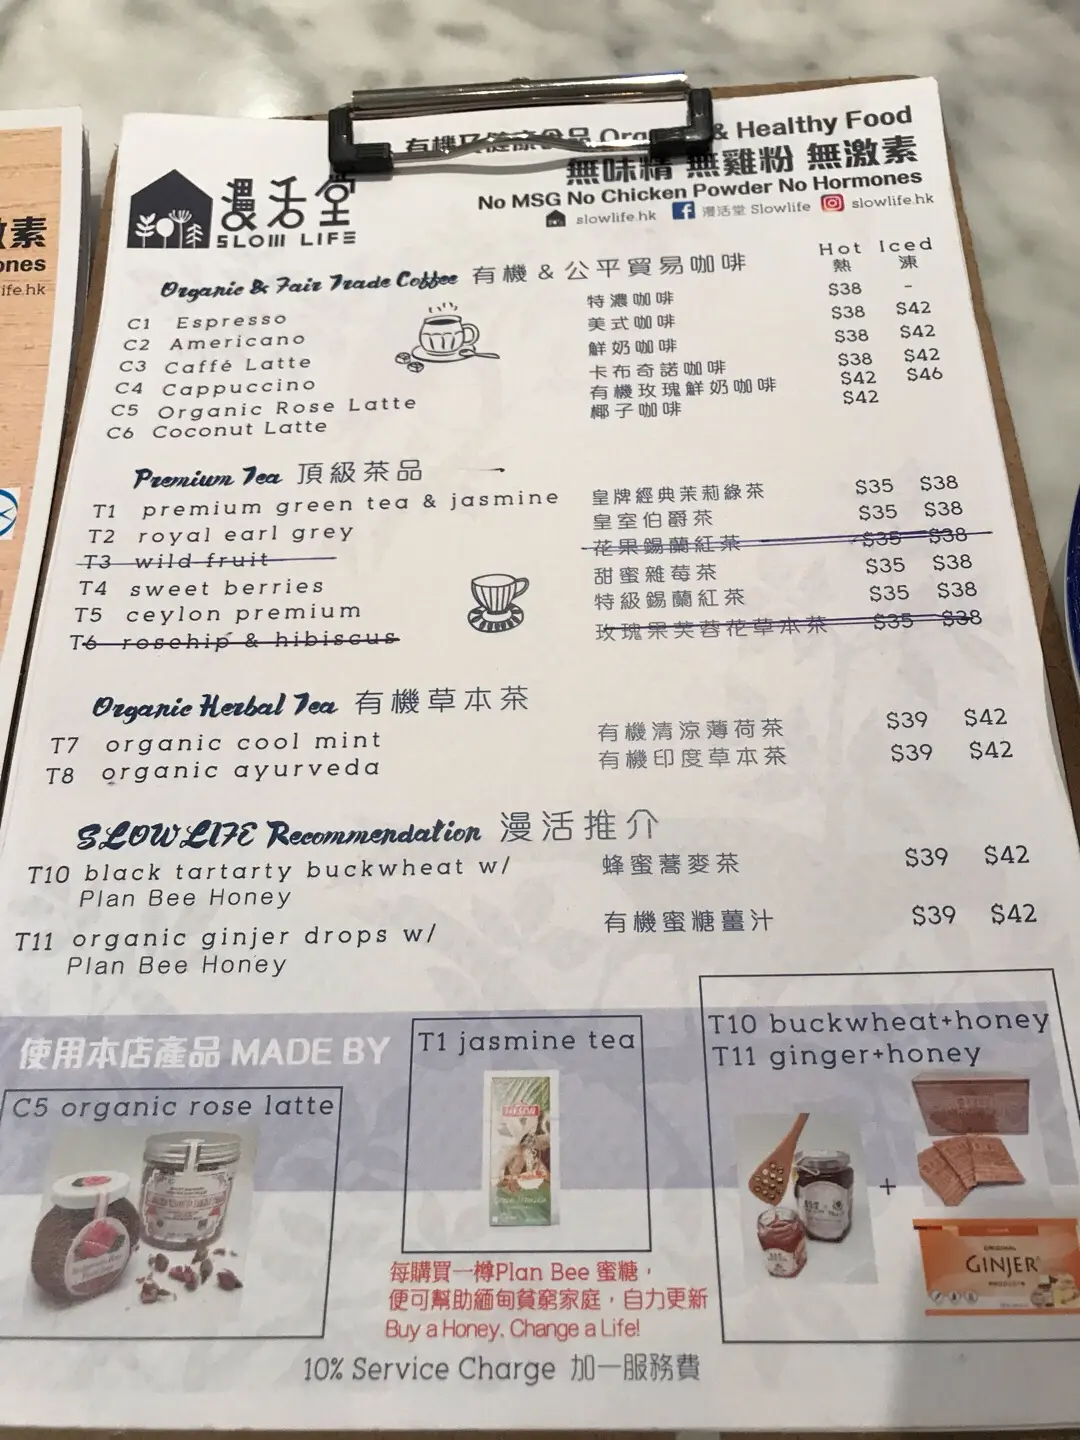 素
ones
ife.hk
有機及健康食品 Organic & Healthy Food
無味精 無雞粉 無激素
No MSG No Chicken Powder No Hormones
slowlife.hk 漫活堂 Slowlife slowlife.hk
漫活堂
SLOW LIFE
Hot Iced
熱 凍
Organic & Fair Trade Coffee 有機 & 公平貿易咖啡
C1 Espresso 特濃咖啡 $38 -
C2 Americano 美式咖啡 $38 $42
C3 Caffé Latte 鮮奶咖啡 $38 $42
C4 Cappuccino 卡布奇諾咖啡 $38 $42
C5 Organic Rose Latte 有機玫瑰鮮奶咖啡 $42 $46
C6 Coconut Latte 椰子咖啡 $42
Premium Tea 頂級茶品
T1 premium green tea & jasmine 皇牌經典茉莉綠茶 $35 $38
T2 royal earl grey 皇室伯爵茶 $35 $38
T3 wild fruit 花果錫蘭紅茶 $35 $38
T4 sweet berries 甜蜜雜莓茶 $35 $38
T5 ceylon premium 特級錫蘭紅茶 $35 $38
T6 rosehip & hibiscus 玫瑰果芙蓉花草本茶 $35 $38
Organic Herbal Tea 有機草本茶
T7 organic cool mint 有機清涼薄荷茶 $39 $42
T8 organic ayurveda 有機印度草本茶 $39 $42
SLOW LIFE Recommendation 漫活推介
T10 black tartarty buckwheat w/ 蜂蜜蕎麥茶 $39 $42
Plan Bee Honey
T11 organic ginjer drops w/ 有機蜜糖薑汁 $39 $42
Plan Bee Honey
使用本店產品 MADE BY
C5 organic rose latte
T1 jasmine tea
T10 buckwheat+honey
T11 ginger+honey
+
ORIGINAL
GINJER
每購買一樽Plan Bee 蜜糖，
便可幫助緬甸貧窮家庭，自力更新
Buy a Honey, Change a Life!
10% Service Charge 加一服務費